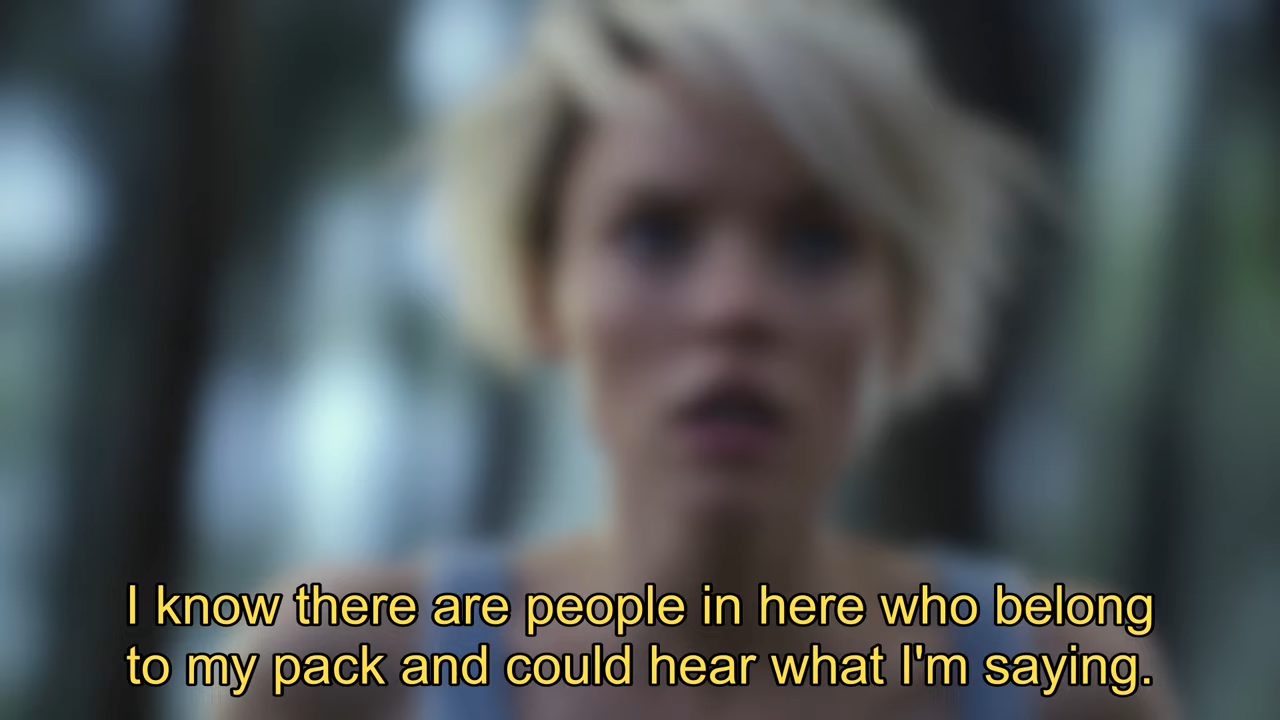 I know there are people in here who belong
to my pack and could hear what I'm saying.